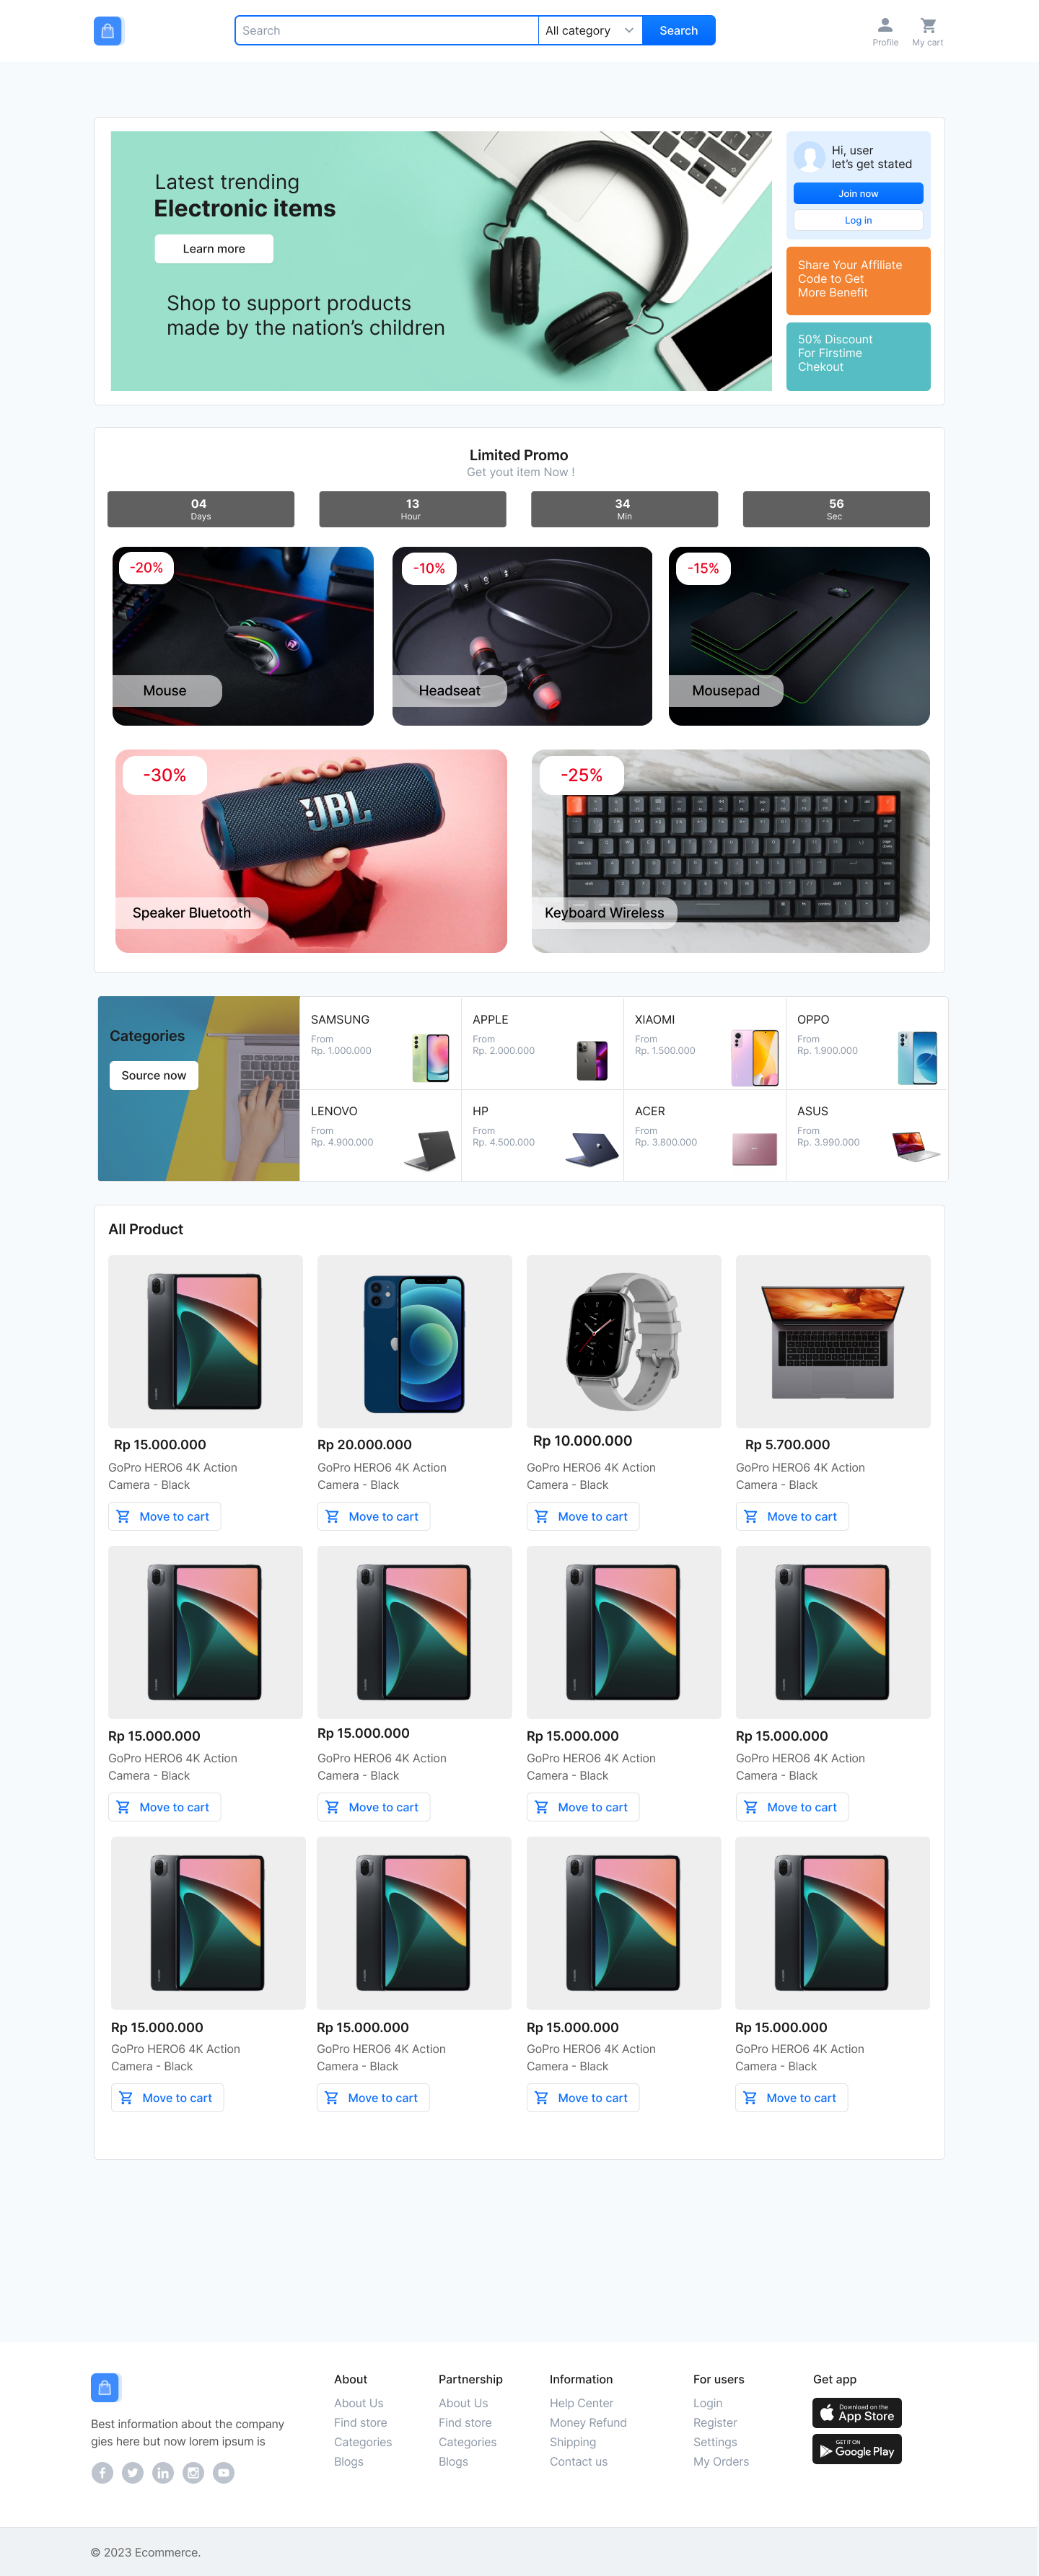 Search
All category
Search
Profile
My cart
Latest trending
Electronic items
Learn more
Shop to support products
made by the nation's children
Hi, user
let's get stated
Join now
Log in
Share Your Affiliate
Code to Get
More Benefit
50% Discount
For Firstime
Chekout
Limited Promo
Get yout item Now !
04
Days
13
Hour
34
Min
56
Sec
-20%
Mouse
-10%
Headseat
-15%
Mousepad
-30%
JBL
Speaker Bluetooth
-25%
Keyboard Wireless
Categories
Source now
SAMSUNG
From
Rp. 1.000.000
APPLE
From
Rp. 2.000.000
XIAOMI
From
Rp. 1.500.000
OPPO
From
Rp. 1.900.000
LENOVO
From
Rp. 4.900.000
HP
From
Rp. 4.500.000
ACER
From
Rp. 3.800.000
ASUS
From
Rp. 3.990.000
All Product
Rp 15.000.000
GoPro HERO6 4K Action
Camera - Black
Move to cart
Rp 20.000.000
GoPro HERO6 4K Action
Camera - Black
Move to cart
Rp 10.000.000
GoPro HERO6 4K Action
Camera - Black
Move to cart
Rp 5.700.000
GoPro HERO6 4K Action
Camera - Black
Move to cart
Rp 15.000.000
GoPro HERO6 4K Action
Camera - Black
Move to cart
Rp 15.000.000
GoPro HERO6 4K Action
Camera - Black
Move to cart
Rp 15.000.000
GoPro HERO6 4K Action
Camera - Black
Move to cart
Rp 15.000.000
GoPro HERO6 4K Action
Camera - Black
Move to cart
Rp 15.000.000
GoPro HERO6 4K Action
Camera - Black
Move to cart
Rp 15.000.000
GoPro HERO6 4K Action
Camera - Black
Move to cart
Rp 15.000.000
GoPro HERO6 4K Action
Camera - Black
Move to cart
Rp 15.000.000
GoPro HERO6 4K Action
Camera - Black
Move to cart
Best information about the company
gies here but now lorem ipsum is
About
About Us
Find store
Categories
Blogs
Partnership
About Us
Find store
Categories
Blogs
Information
Help Center
Money Refund
Shipping
Contact us
For users
Login
Register
Settings
My Orders
Get app
Download on the
App Store
GET IT ON
Google Play
© 2023 Ecommerce.